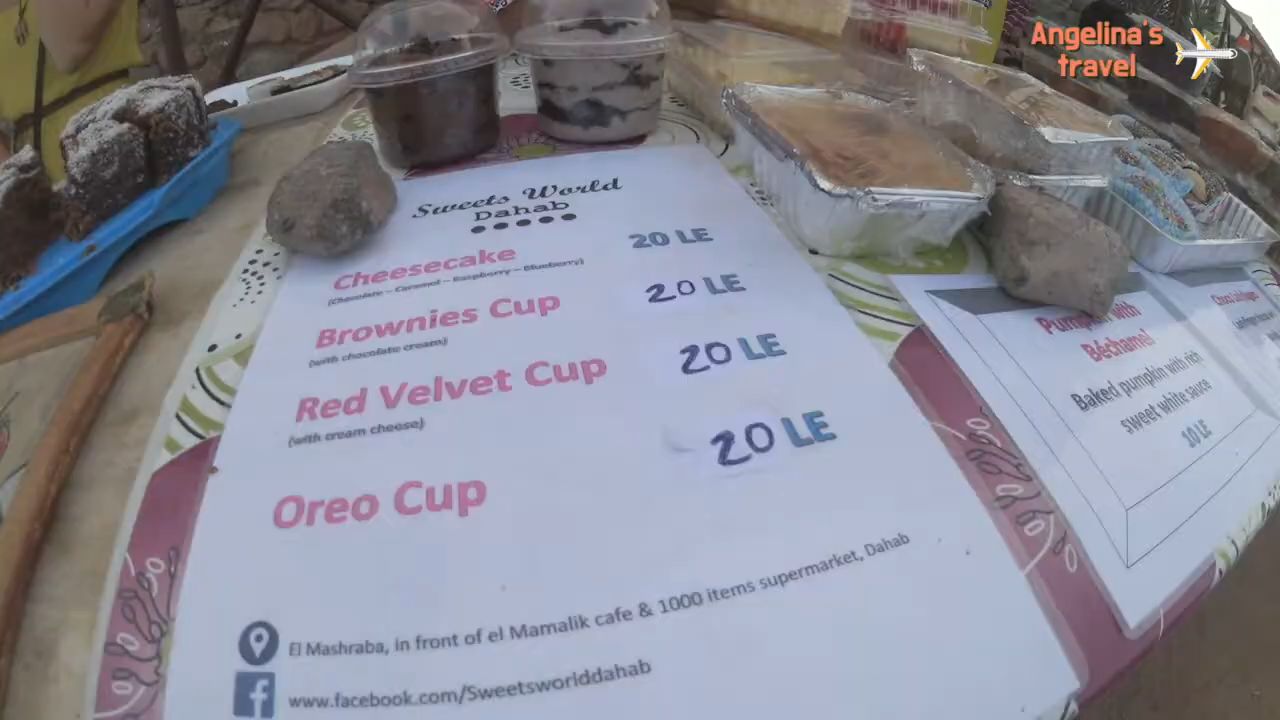 Angelina's
travel
Sweets World
Dahab
Cheesecake 20 LE
(Chocolate – Caramel – Raspberry – Blueberry)
Brownies Cup 20 LE
(with chocolate cream)
Red Velvet Cup 20 LE
(with cream cheese)
Oreo Cup 20 LE
El Mashraba, in front of el Mamalik cafe & 1000 items supermarket, Dahab
www.facebook.com/Sweetsworlddahab
Pumpkin with
Béchamel
Baked pumpkin with rich
sweet white sauce
10 LE